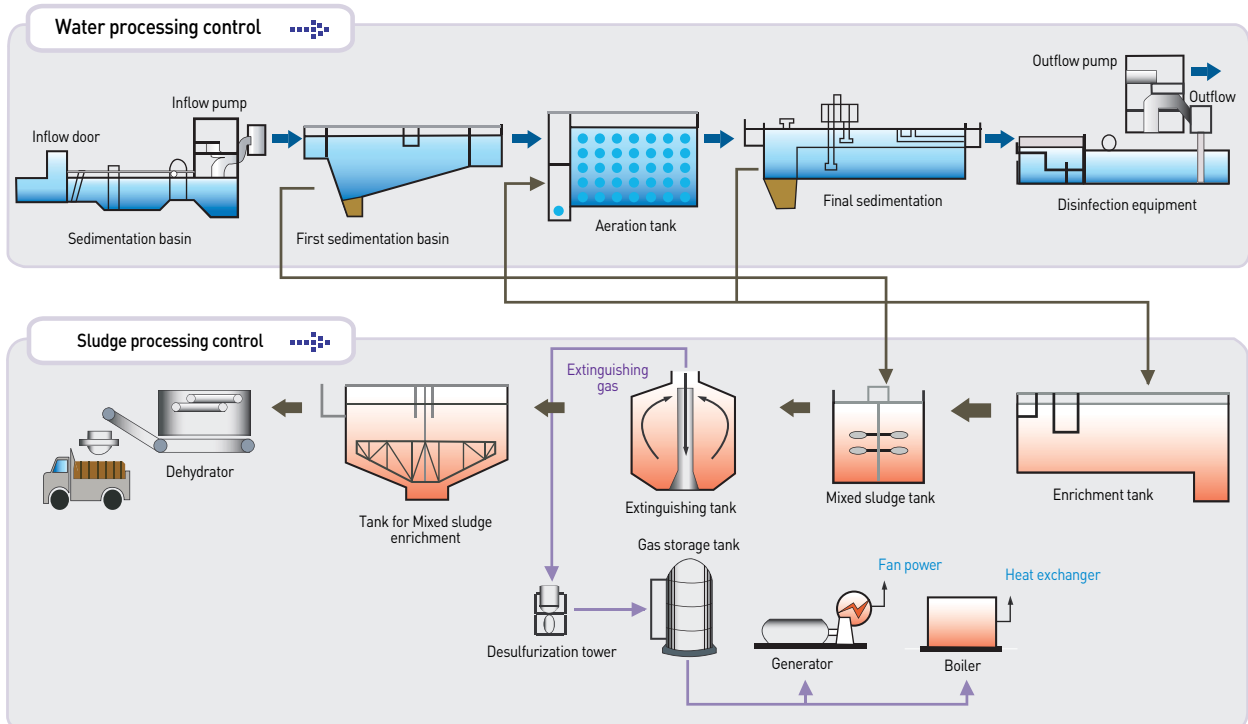 Water processing control
Inflow door
Inflow pump
Sedimentation basin
First sedimentation basin
Aeration tank
Final sedimentation
Outflow pump
Outflow
Disinfection equipment
Sludge processing control
Dehydrator
Tank for Mixed sludge
enrichment
Extinguishing
gas
Extinguishing tank
Mixed sludge tank
Enrichment tank
Desulfurization tower
Gas storage tank
Fan power
Generator
Heat exchanger
Boiler